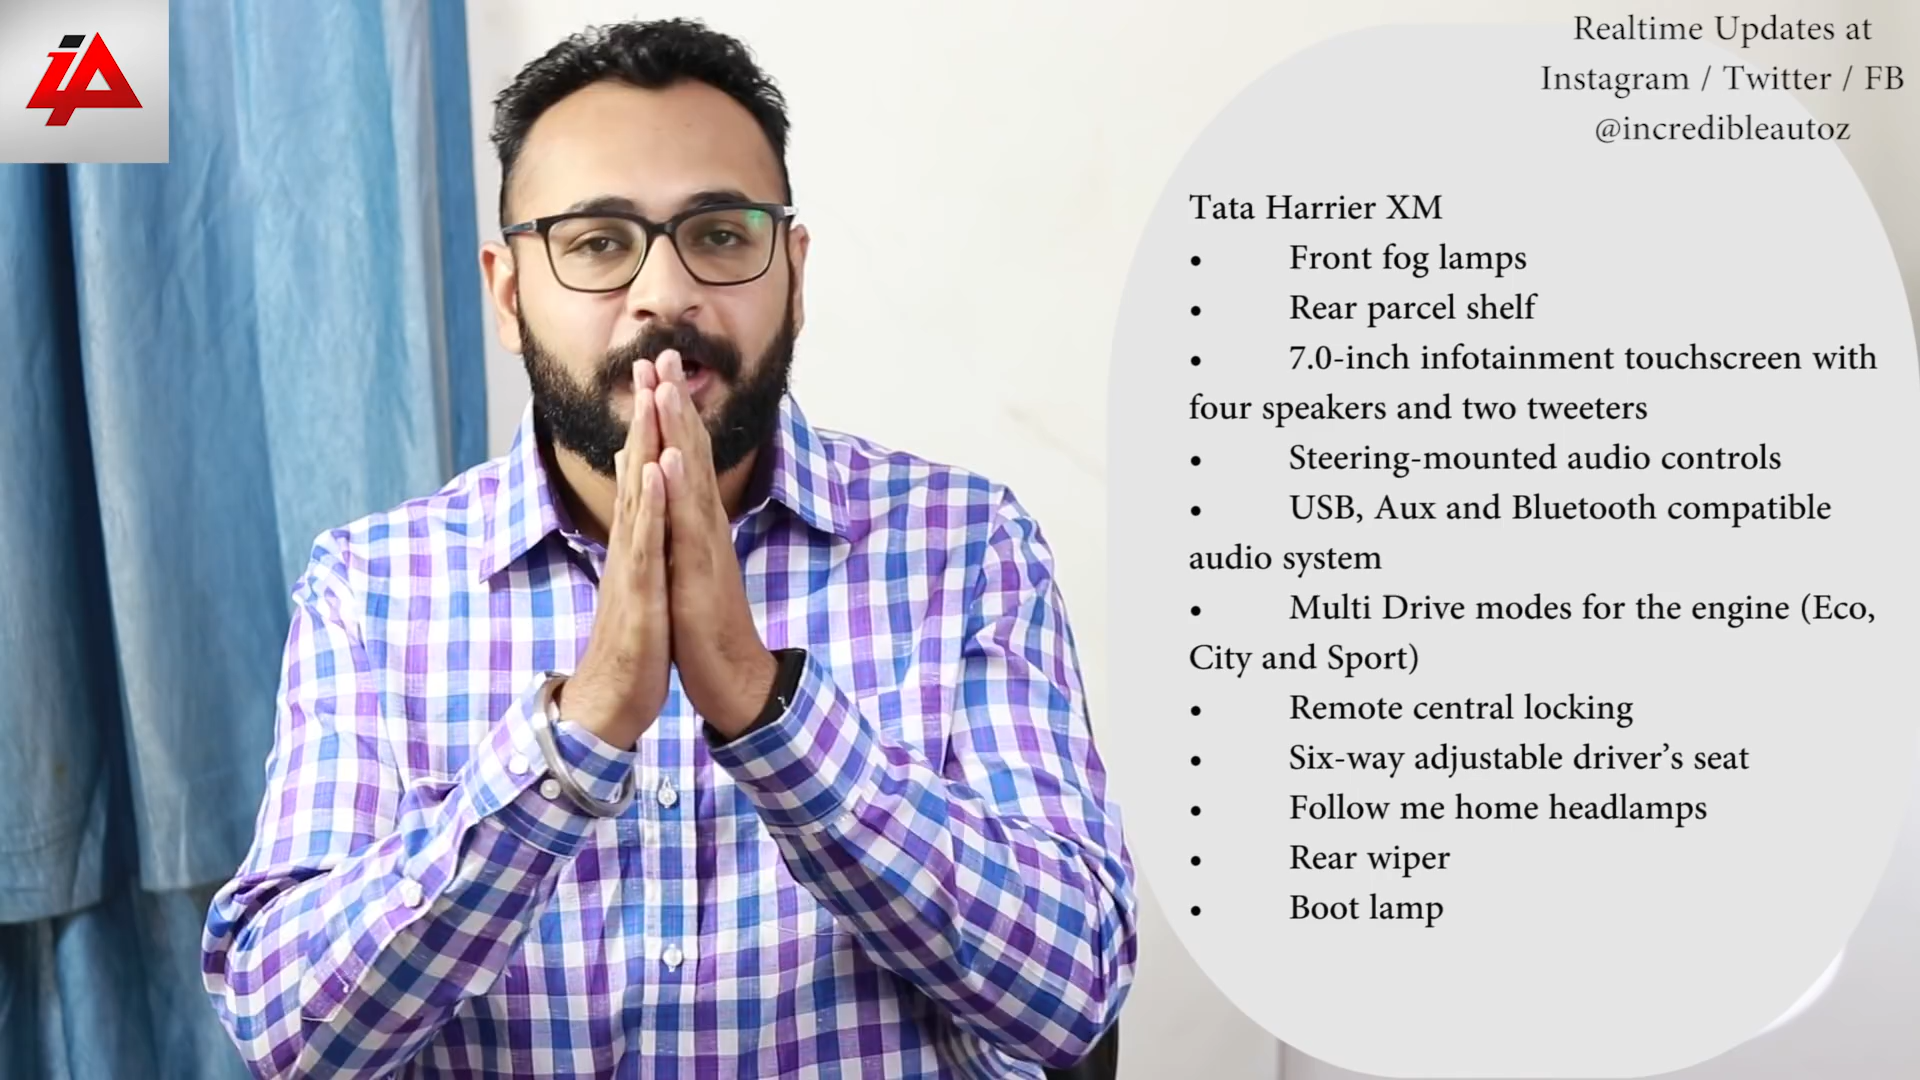 iA
Realtime Updates at
Instagram / Twitter / FB
@incredibleautoz
Tata Harrier XM
• Front fog lamps
• Rear parcel shelf
• 7.0-inch infotainment touchscreen with
four speakers and two tweeters
• Steering-mounted audio controls
• USB, Aux and Bluetooth compatible
audio system
• Multi Drive modes for the engine (Eco,
City and Sport)
• Remote central locking
• Six-way adjustable driver’s seat
• Follow me home headlamps
• Rear wiper
• Boot lamp